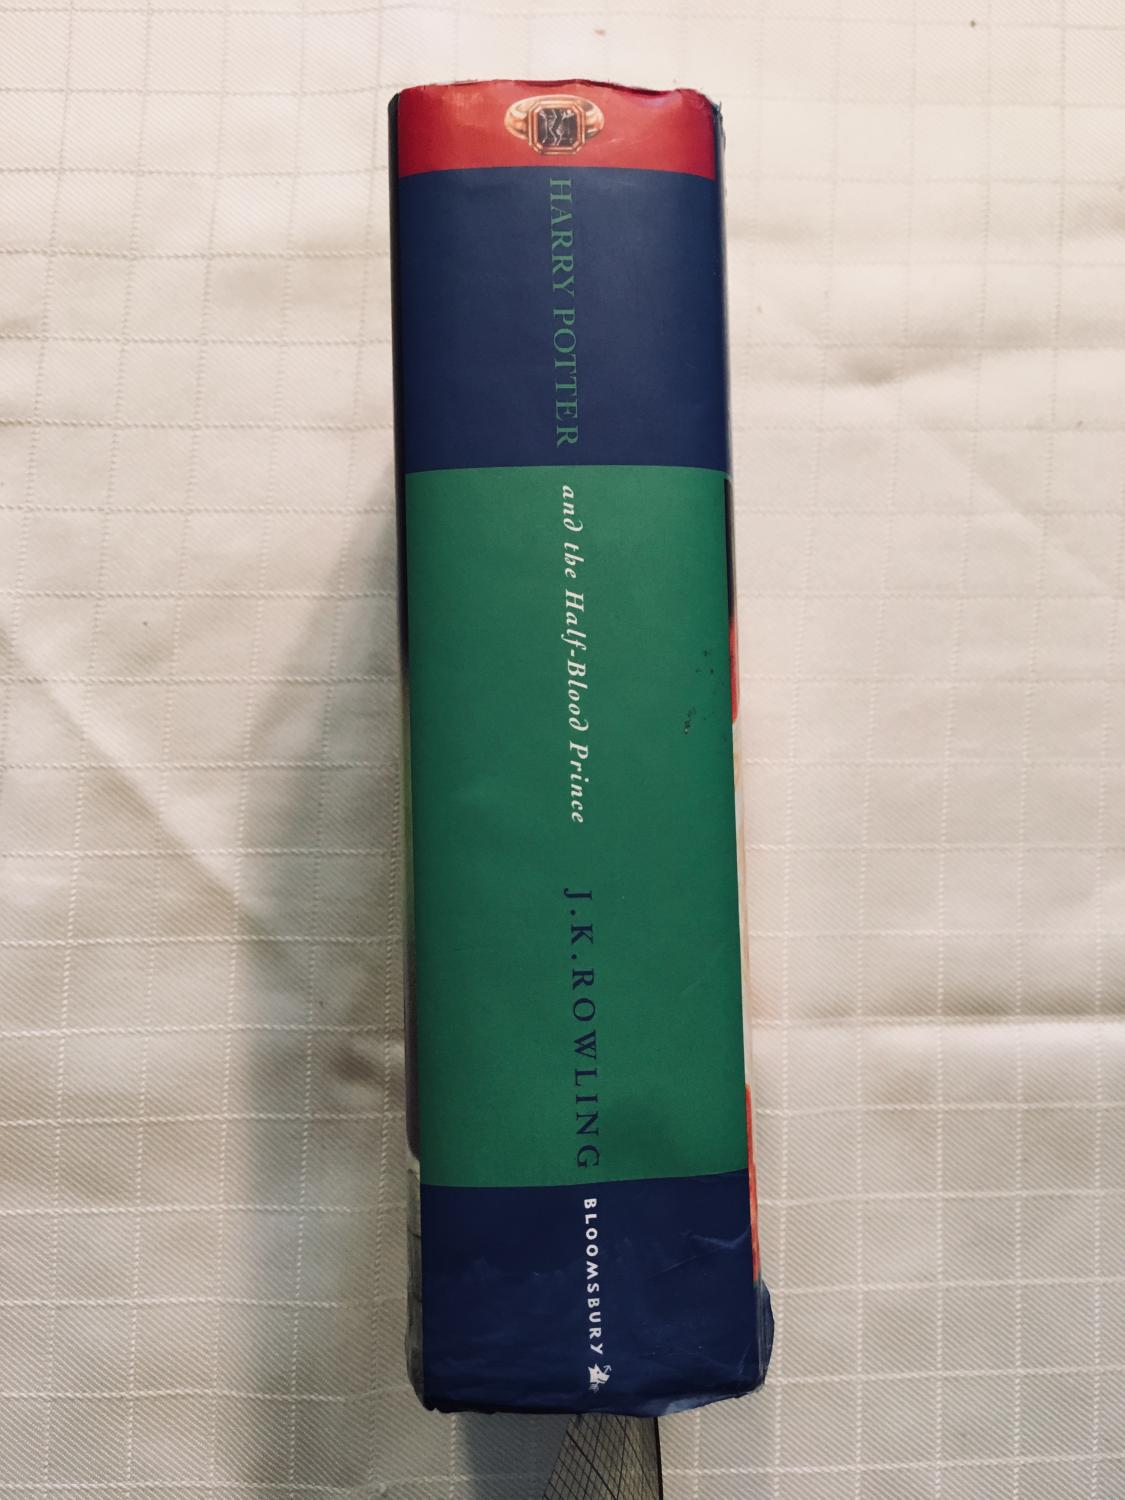 HARRY POTTER
and the Half-Blood Prince
J.K.ROWLING
BLOOMSBURY